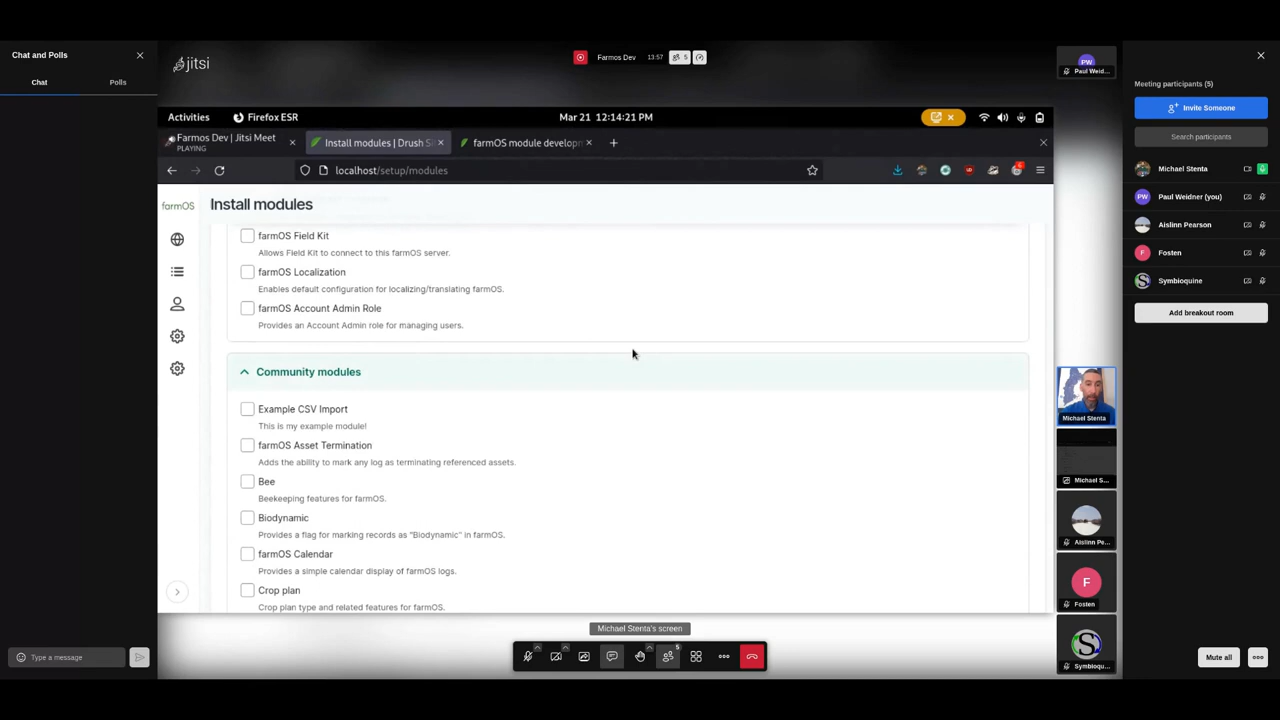 Chat and Polls
Chat
Polls
Type a message
jitsi
Farmos Dev
13:57
5
PW
Paul Weid...
Activities
Firefox ESR
Mar 21 12:14:21 PM
Farmos Dev | Jitsi Meet
PLAYING
Install modules | Drush S
farmOS module develop
localhost/setup/modules
farmOS
Install modules
farmOS Field Kit
Allows Field Kit to connect to this farmOS server.
farmOS Localization
Enables default configuration for localizing/translating farmOS.
farmOS Account Admin Role
Provides an Account Admin role for managing users.
Community modules
Example CSV Import
This is my example module!
farmOS Asset Termination
Adds the ability to mark any log as terminating referenced assets.
Bee
Beekeeping features for farmOS.
Biodynamic
Provides a flag for marking records as "Biodynamic" in farmOS.
farmOS Calendar
Provides a simple calendar display of farmOS logs.
Crop plan
Crop plan type and related features for farmOS.
Michael Stenta's screen
5
Michael Stenta
Michael S...
Aislinn Pe...
F
Fosten
Symbioqu...
Meeting participants (5)
Invite Someone
Search participants
Michael Stenta
PW
Paul Weidner (you)
Aislinn Pearson
F
Fosten
Symbioquine
Add breakout room
Mute all